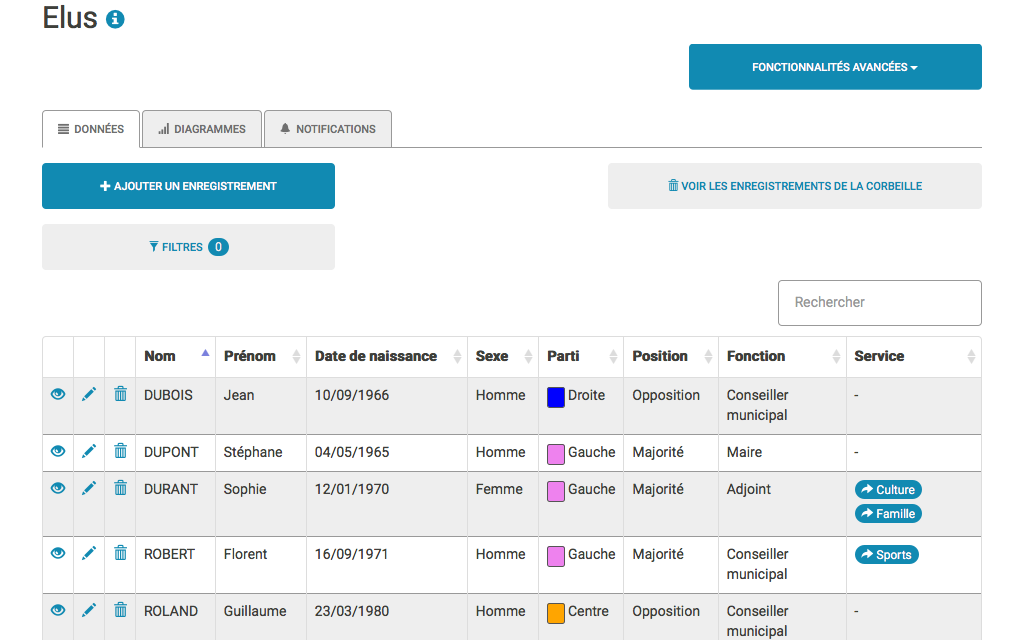 Elus
FONCTIONNALITÉS AVANCÉES
DONNÉES DIAGRAMMES NOTIFICATIONS
AJOUTER UN ENREGISTREMENT VOIR LES ENREGISTREMENTS DE LA CORBEILLE
FILTRES 0
Rechercher
Nom Prénom Date de naissance Sexe Parti Position Fonction Service
DUBOIS Jean 10/09/1966 Homme Droite Opposition Conseiller -
municipal
DUPONT Stéphane 04/05/1965 Homme Gauche Majorité Maire -
DURANT Sophie 12/01/1970 Femme Gauche Majorité Adjoint Culture
Famille
ROBERT Florent 16/09/1971 Homme Gauche Majorité Conseiller Sports
municipal
ROLAND Guillaume 23/03/1980 Homme Centre Opposition Conseiller -
municipal